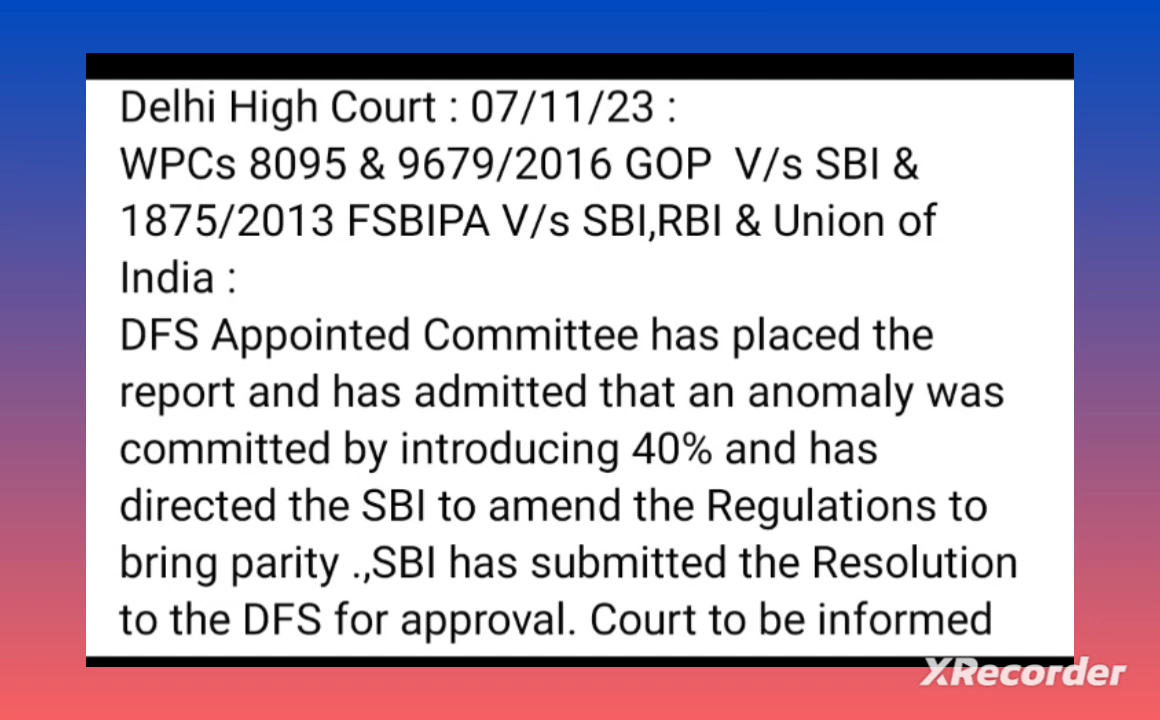 Delhi High Court : 07/11/23 :
WPCs 8095 & 9679/2016 GOP V/s SBI &
1875/2013 FSBIPA V/s SBI,RBI & Union of
India :
DFS Appointed Committee has placed the
report and has admitted that an anomaly was
committed by introducing 40% and has
directed the SBI to amend the Regulations to
bring parity .,SBI has submitted the Resolution
to the DFS for approval. Court to be informed
XRecorder